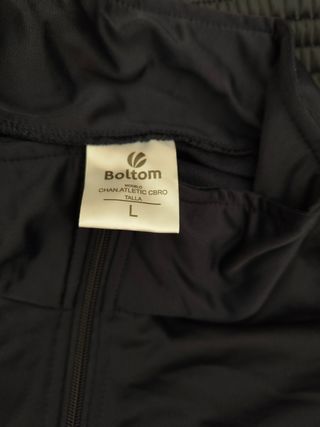 Boltom
MODELO
CHAN.ATLETIC CBRO
TALLA
L